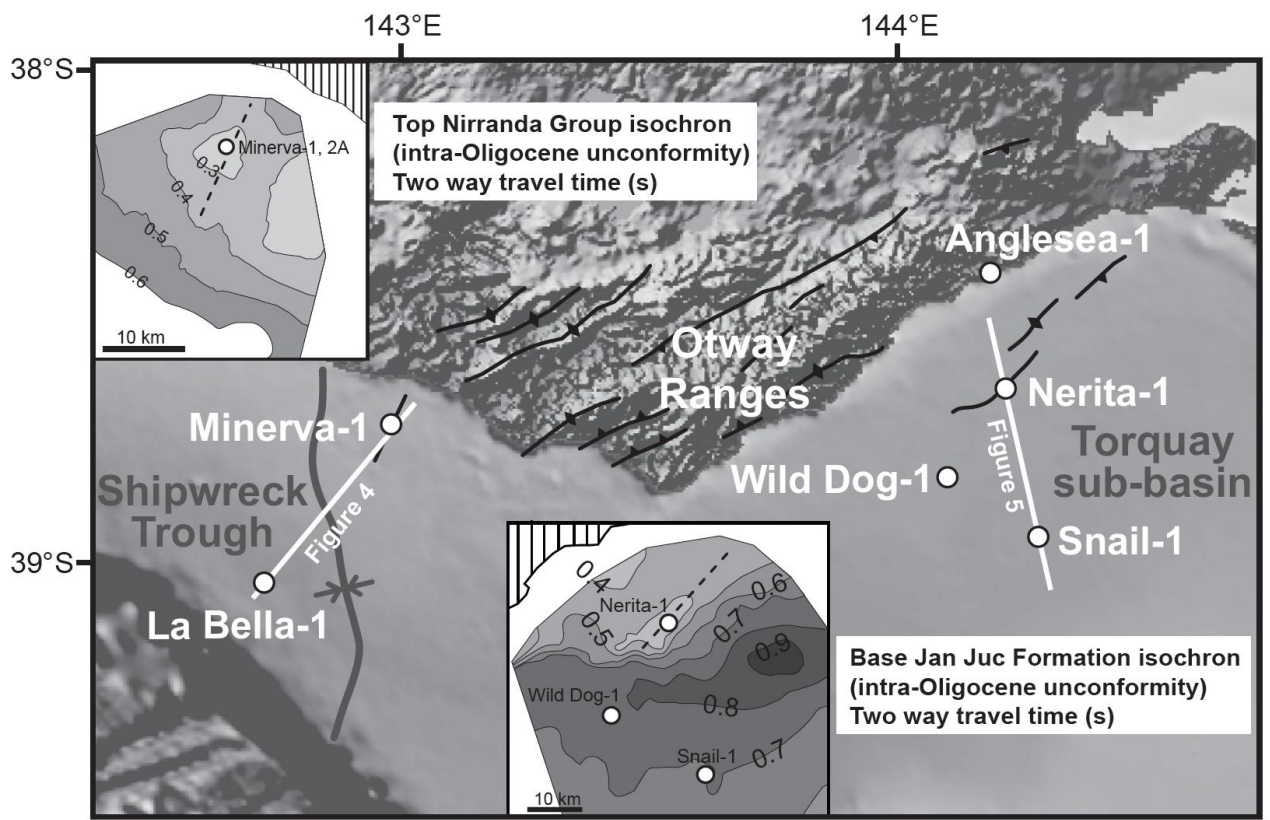 143°E
144°E
38°S
39°S
Minerva-1, 2A
0.3
0.4
0.5
0.6
10 km
Top Nirranda Group isochron
(intra-Oligocene unconformity)
Two way travel time (s)
Anglesea-1
Otway
Ranges
Minerva-1
Nerita-1
Shipwreck
Trough
Figure 4
La Bella-1
Wild Dog-1
Figure 5
Torquay
sub-basin
Snail-1
0.4
Nerita-1
0.5
0.6
0.7
0.9
Wild Dog-1
0.8
Snail-1
0.7
10 km
Base Jan Juc Formation isochron
(intra-Oligocene unconformity)
Two way travel time (s)